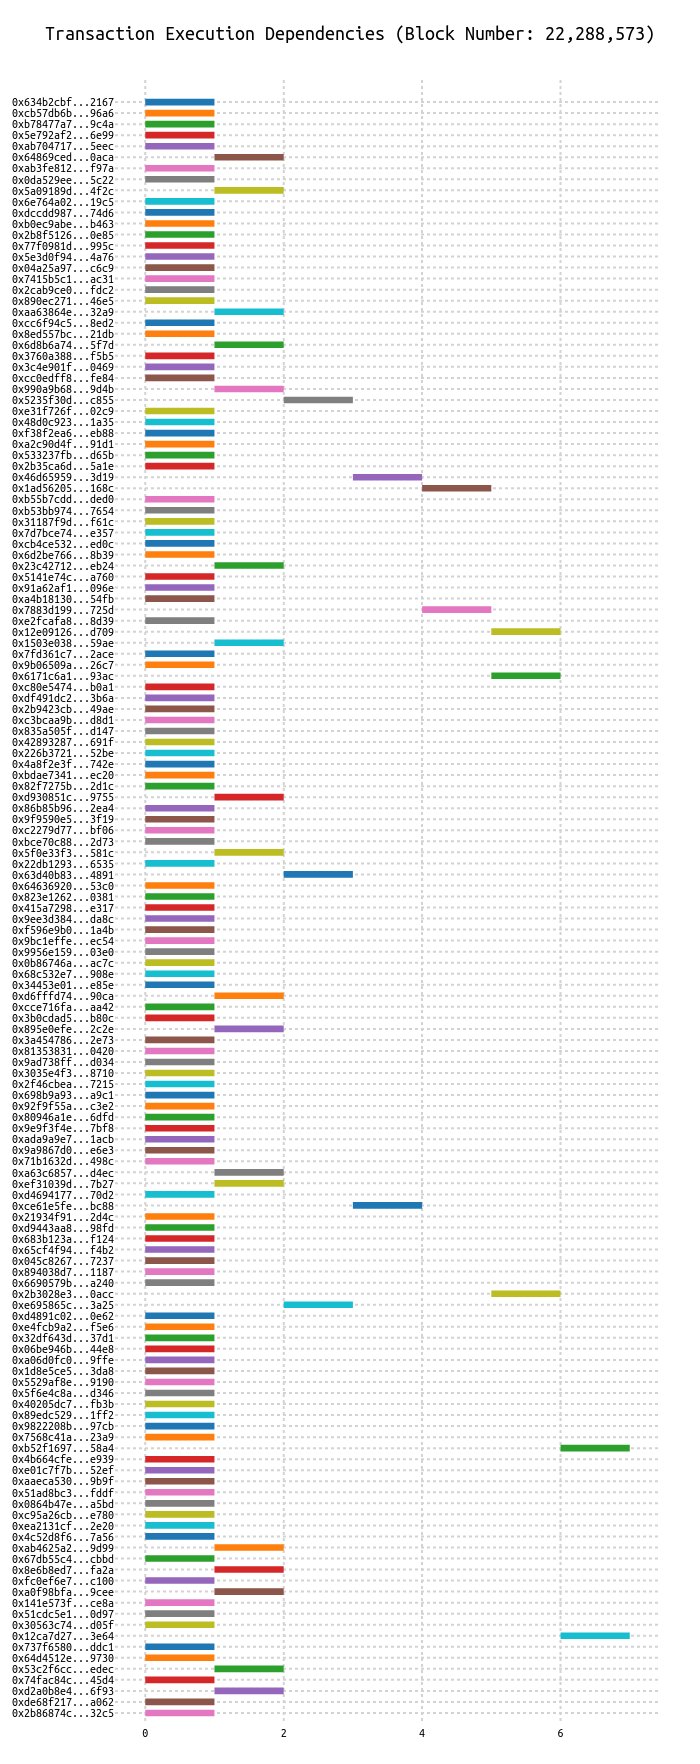 Transaction Execution Dependencies (Block Number: 22,288,573)
0x634b2cbf...2167
0xcb57db6b...96a6
0xb78477a7...9c4a
0x5e792af2...6e99
0xab704717...5eec
0x64869ced...0aca
0xab3fe812...f97a
0x0da529ee...5c22
0x5a09189d...4f2c
0x6e764a02...19c5
0xdccdd987...74d6
0xb0ec9abe...b463
0x2b8f5126...0e85
0x77f0981d...995c
0x5e3d0f94...4a76
0x04a25a97...c6c9
0x7415b5c1...ac31
0x2cab9ce0...fdc2
0x890ec271...46e5
0xaa63864e...32a9
0xcc6f94c5...8ed2
0x8ed557bc...21db
0x6d8b6a74...5f7d
0x3760a388...f5b5
0x3c4e901f...0469
0xcc0edff8...fe84
0x990a9b68...9d4b
0x5235f30d...c855
0xe31f726f...02c9
0x48d0c923...1a35
0xf38f2ea6...eb88
0xa2c90d4f...91d1
0x533237fb...d65b
0x2b35ca6d...5a1e
0x46d65959...3d19
0x1ad56205...168c
0xb55b7cdd...ded0
0xb53bb974...7654
0x31187f9d...f61c
0x7d7bce74...e357
0xcb4ce532...ed0c
0x6d2be766...8b39
0x23c42712...eb24
0x5141e74c...a760
0x91a62af1...096e
0xa4b18130...54fb
0x7883d199...725d
0xe2fcafa8...8d39
0x12e09126...d709
0x1503e038...59ae
0x7fd361c7...2ace
0x9b06509a...26c7
0x6171c6a1...93ac
0xc80e5474...b0a1
0xdf491dc2...3b6a
0x2b9423cb...49ae
0xc3bcaa9b...d8d1
0x835a505f...d147
0x42893287...691f
0x226b3721...52be
0x4a8f2e3f...742e
0xbdae7341...ec20
0x82f7275b...2d1c
0xd930851c...9755
0x86b85b96...2ea4
0x9f9590e5...3f19
0xc2279d77...bf06
0xbce70c88...2d73
0x5f0e33f3...581c
0x22db1293...6535
0x63d40b83...4891
0x64636920...53c0
0x823e1262...0381
0x415a7298...e317
0x9ee3d384...da8c
0xf596e9b0...1a4b
0x9bc1effe...ec54
0x9956e159...03e0
0x0b86746a...ac7c
0x68c532e7...908e
0x34453e01...e85e
0xd6fffd74...90ca
0xcce716fa...aa42
0x3b0cdad5...b80c
0x895e0efe...2c2e
0x3a454786...2e73
0x81353831...0420
0x9ad738ff...d034
0x3035e4f3...8710
0x2f46cbea...7215
0x698b9a93...a9c1
0x92f9f55a...c3e2
0x80946a1e...6dfd
0x9e9f3f4e...7bf8
0xada9a9e7...1acb
0x9a9867d0...e6e3
0x71b1632d...498c
0xa63c6857...d4ec
0xef31039d...7b27
0xd4694177...70d2
0xce61e5fe...bc88
0x21934f91...2d4c
0xd9443aa8...98fd
0x683b123a...f124
0x65cf4f94...f4b2
0x045c8267...7237
0x894038d7...1187
0x6690579b...a240
0x2b3028e3...0acc
0xe695865c...3a25
0xd4891c02...0e62
0xe4fcb9a2...f5e6
0x32df643d...37d1
0x06be946b...44e8
0xa06d0fc0...9ffe
0x1d8e5ce5...3da8
0x5529af8e...9190
0x5f6e4c8a...d346
0x40205dc7...fb3b
0x89edc529...1ff2
0x9822208b...97cb
0x7568c41a...23a9
0xb52f1697...58a4
0x4b664cfe...e939
0xe01c7f7b...52ef
0xaaeca530...9b9f
0x51ad8bc3...fddf
0x0864b47e...a5bd
0xc95a26cb...e780
0xea2131cf...2e20
0x4c52d8f6...7a56
0xab4625a2...9d99
0x67db55c4...cbbd
0x8e6b8ed7...fa2a
0xfc0ef6e7...c100
0xa0f98bfa...9cee
0x141e573f...ce8a
0x51cdc5e1...0d97
0x30563c74...d05f
0x12ca7d27...3e64
0x737f6580...ddc1
0x64d4512e...9730
0x53c2f6cc...edec
0x74fac84c...45d4
0xd2a0b8e4...6f93
0xde68f217...a062
0x2b86874c...32c5
0 2 4 6